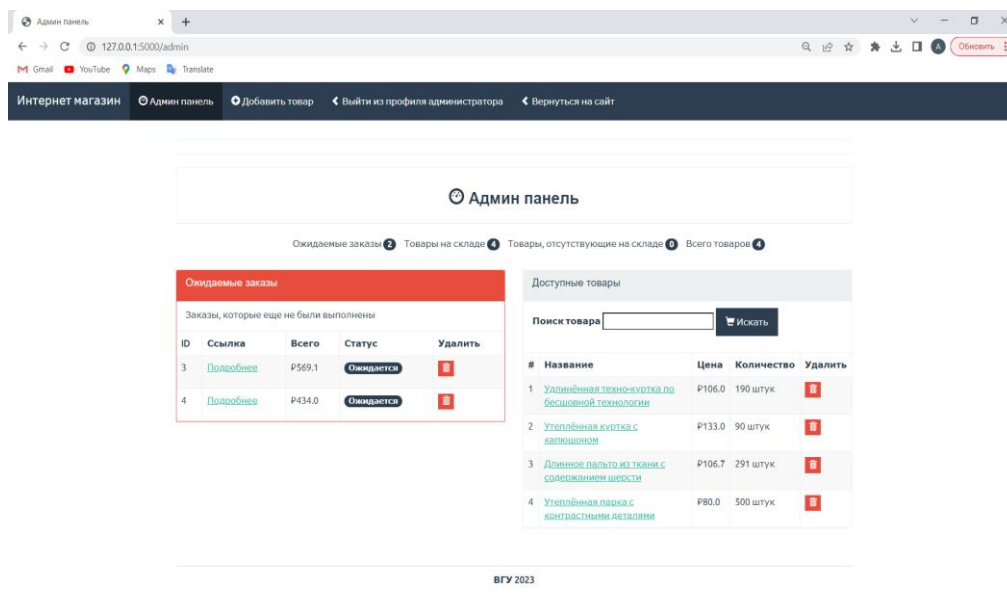 Админ панель
127.0.0.1:5000/admin
Обновить
Gmail YouTube Maps Translate
Интернет магазин Админ панель Добавить товар Выйти из профиля администратора Вернуться на сайт
Админ панель
Ожидаемые заказы 2 Товары на складе 4 Товары, отсутствующие на складе 0 Всего товаров 4
Ожидаемые заказы
Заказы, которые еще не были выполнены
ID Ссылка Всего Статус Удалить
3 Подробнее ₽569.1 Ожидается
4 Подробнее ₽434.0 Ожидается
Доступные товары
Поиск товара Искать
# Название Цена Количество Удалить
1 Удлинённая техно-куртка по ₽106.0 190 штук
бесшовной технологии
2 Утеплённая куртка с ₽133.0 90 штук
капюшоном
3 Длинное пальто из ткани с ₽106.7 291 штук
содержанием шерсти
4 Утеплённая парка с ₽80.0 500 штук
контрастными деталями
ВГУ 2023